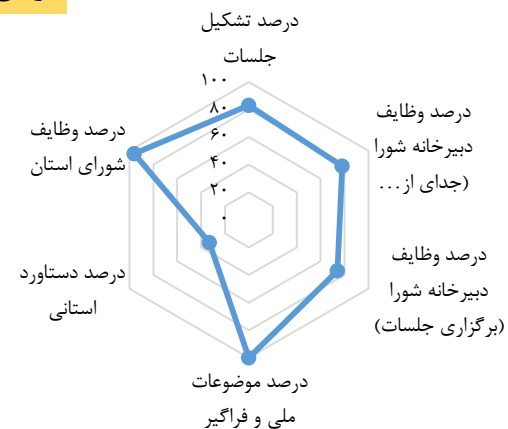 درصد تشکیل
جلسات
۱۰۰
۸۰
۶۰
۴۰
۲۰
۰
درصد وظایف
دبیرخانه شورا
(جدای از...
درصد وظایف
دبیرخانه شورا
(برگزاری جلسات)
درصد موضوعات
ملی و فراگیر
درصد دستاورد
استانی
درصد وظایف
شورای استان